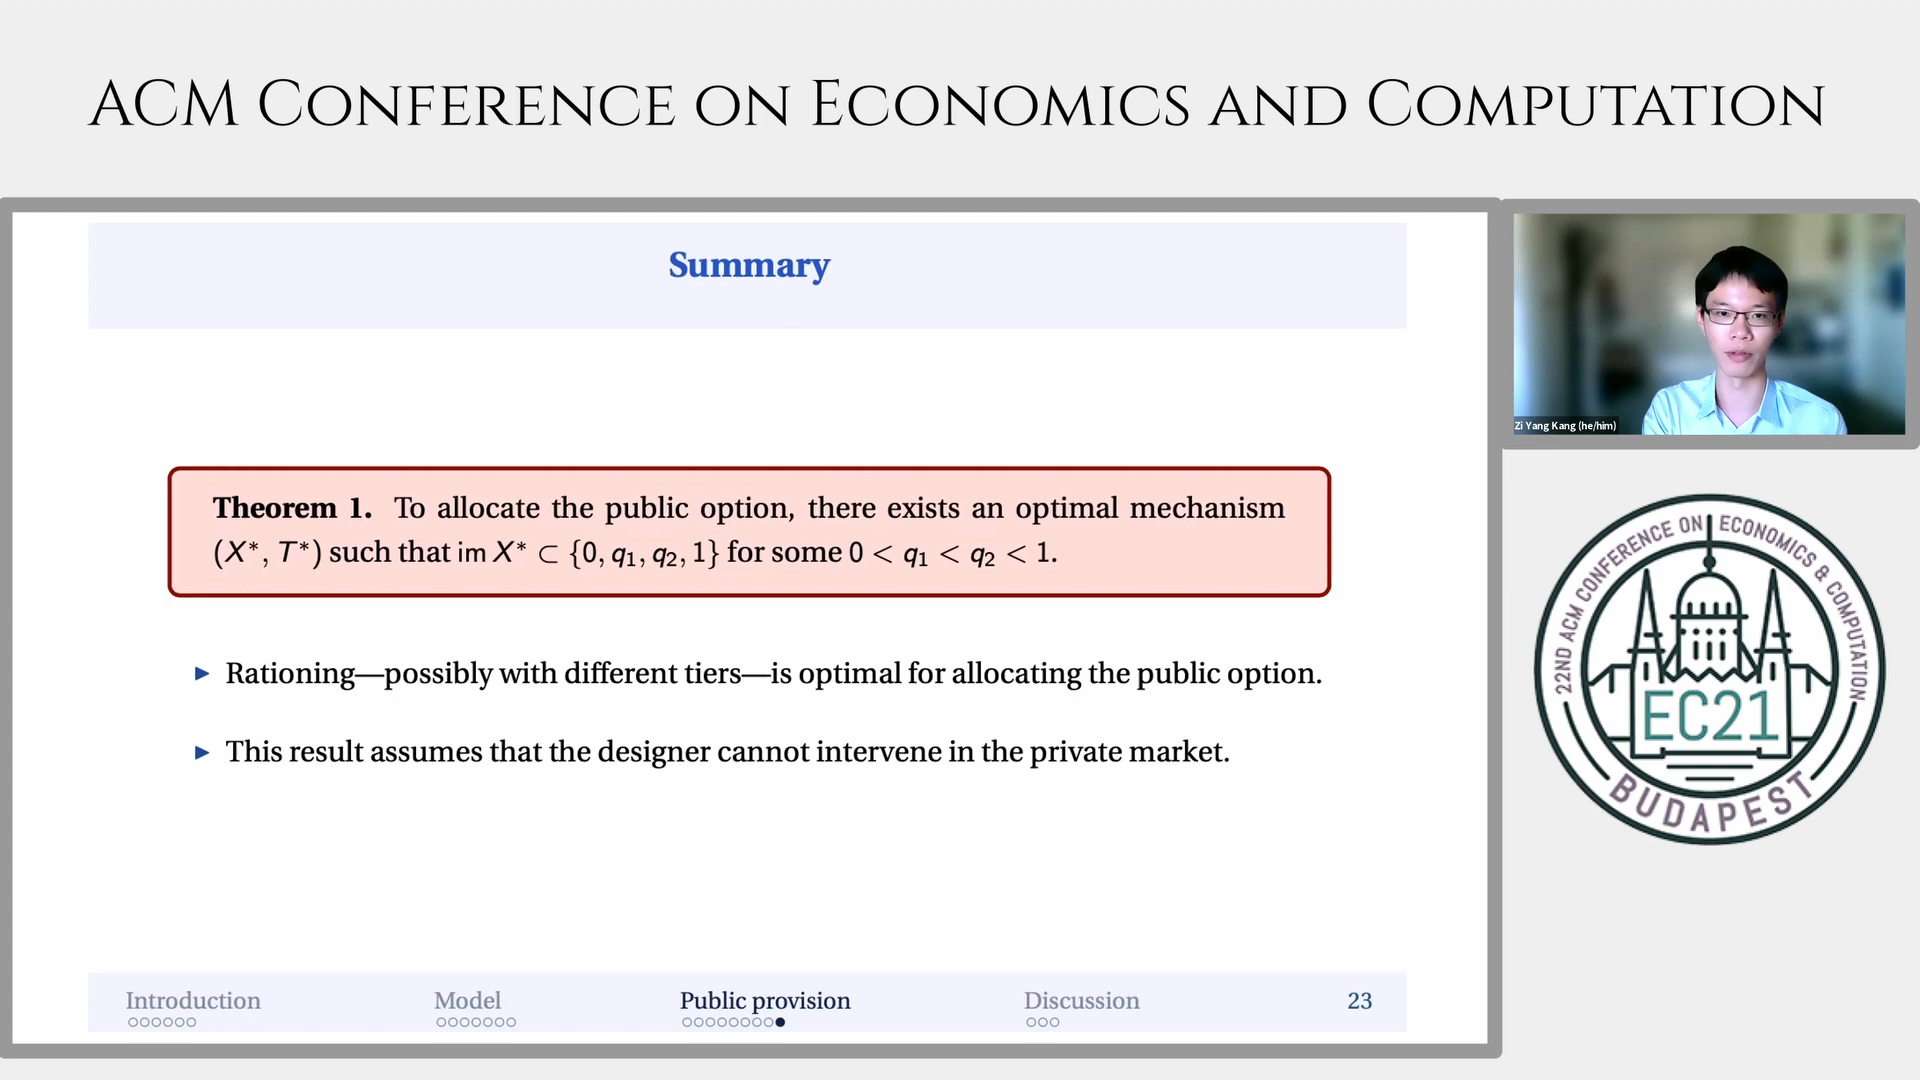 ACM Conference on Economics and Computation
Summary
Theorem 1. To allocate the public option, there exists an optimal mechanism
(X*, T*) such that im X* ⊂ {0, q₁, q₂, 1} for some 0 < q₁ < q₂ < 1.
► Rationing—possibly with different tiers—is optimal for allocating the public option.
► This result assumes that the designer cannot intervene in the private market.
Introduction Model Public provision Discussion 23
Zi Yang Kang (he/him)
22ND ACM CONFERENCE ON ECONOMICS & COMPUTATION
EC21
BUDAPEST